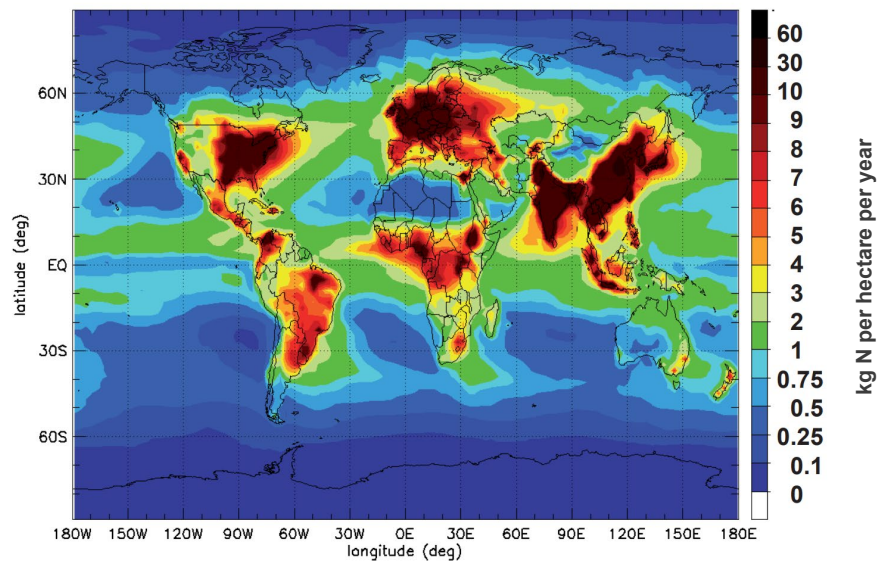 60N
30N
EQ
30S
60S
latitude (deg)
180W 150W 120W 90W 60W 30W 0E 30E 60E 90E 120E 150E 180E
longitude (deg)
60
30
10
9
8
7
6
5
4
3
2
1
0.75
0.5
0.25
0.1
0
kg N per hectare per year